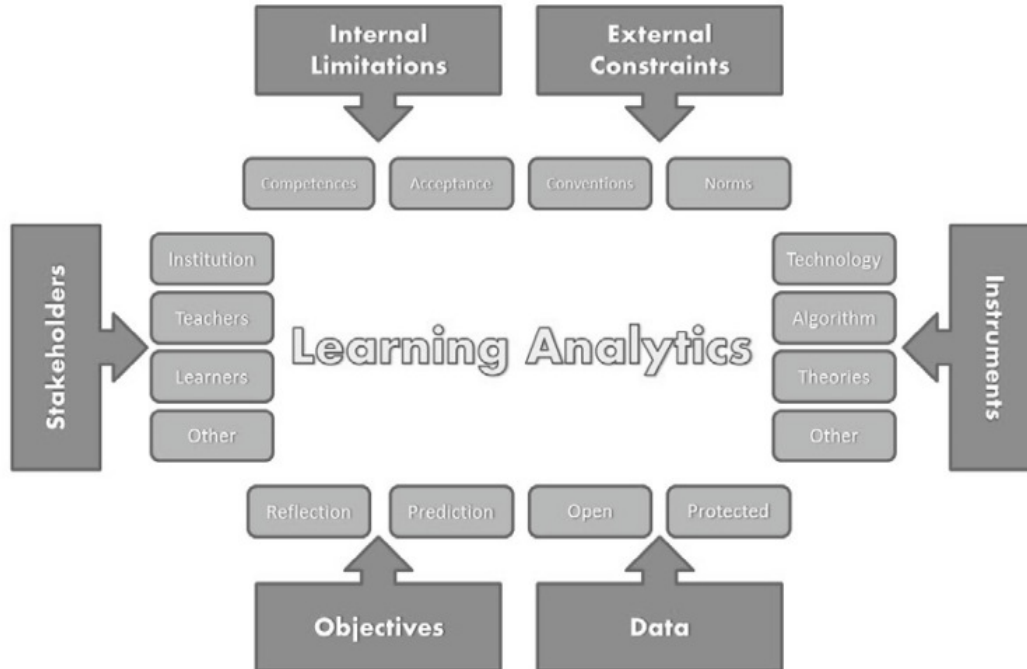 Internal
Limitations
External
Constraints
Competences
Acceptance
Conventions
Norms
Stakeholders
Institution
Teachers
Learners
Other
Learning Analytics
Technology
Algorithm
Theories
Other
Instruments
Reflection
Prediction
Open
Protected
Objectives
Data